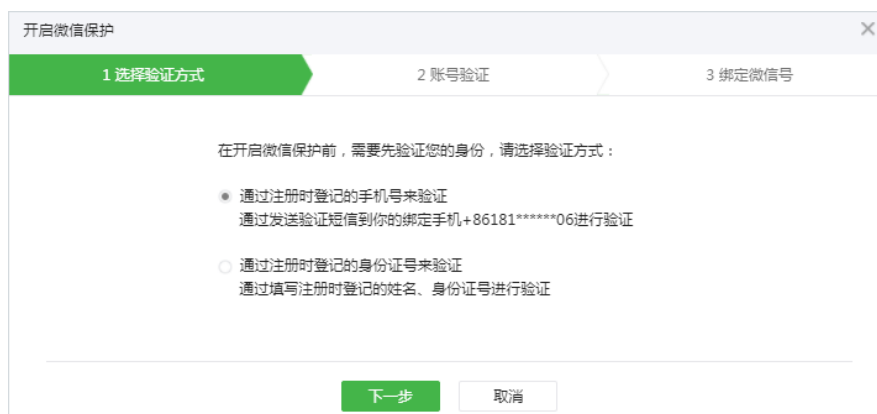 开启微信保护
1 选择验证方式
2 账号验证
3 绑定微信号
在开启微信保护前，需要先验证您的身份，请选择验证方式：
通过注册时登记的手机号来验证
通过发送验证短信到你的绑定手机+86181******06进行验证
通过注册时登记的身份证号来验证
通过填写注册时登记的姓名、身份证号进行验证
下一步
取消